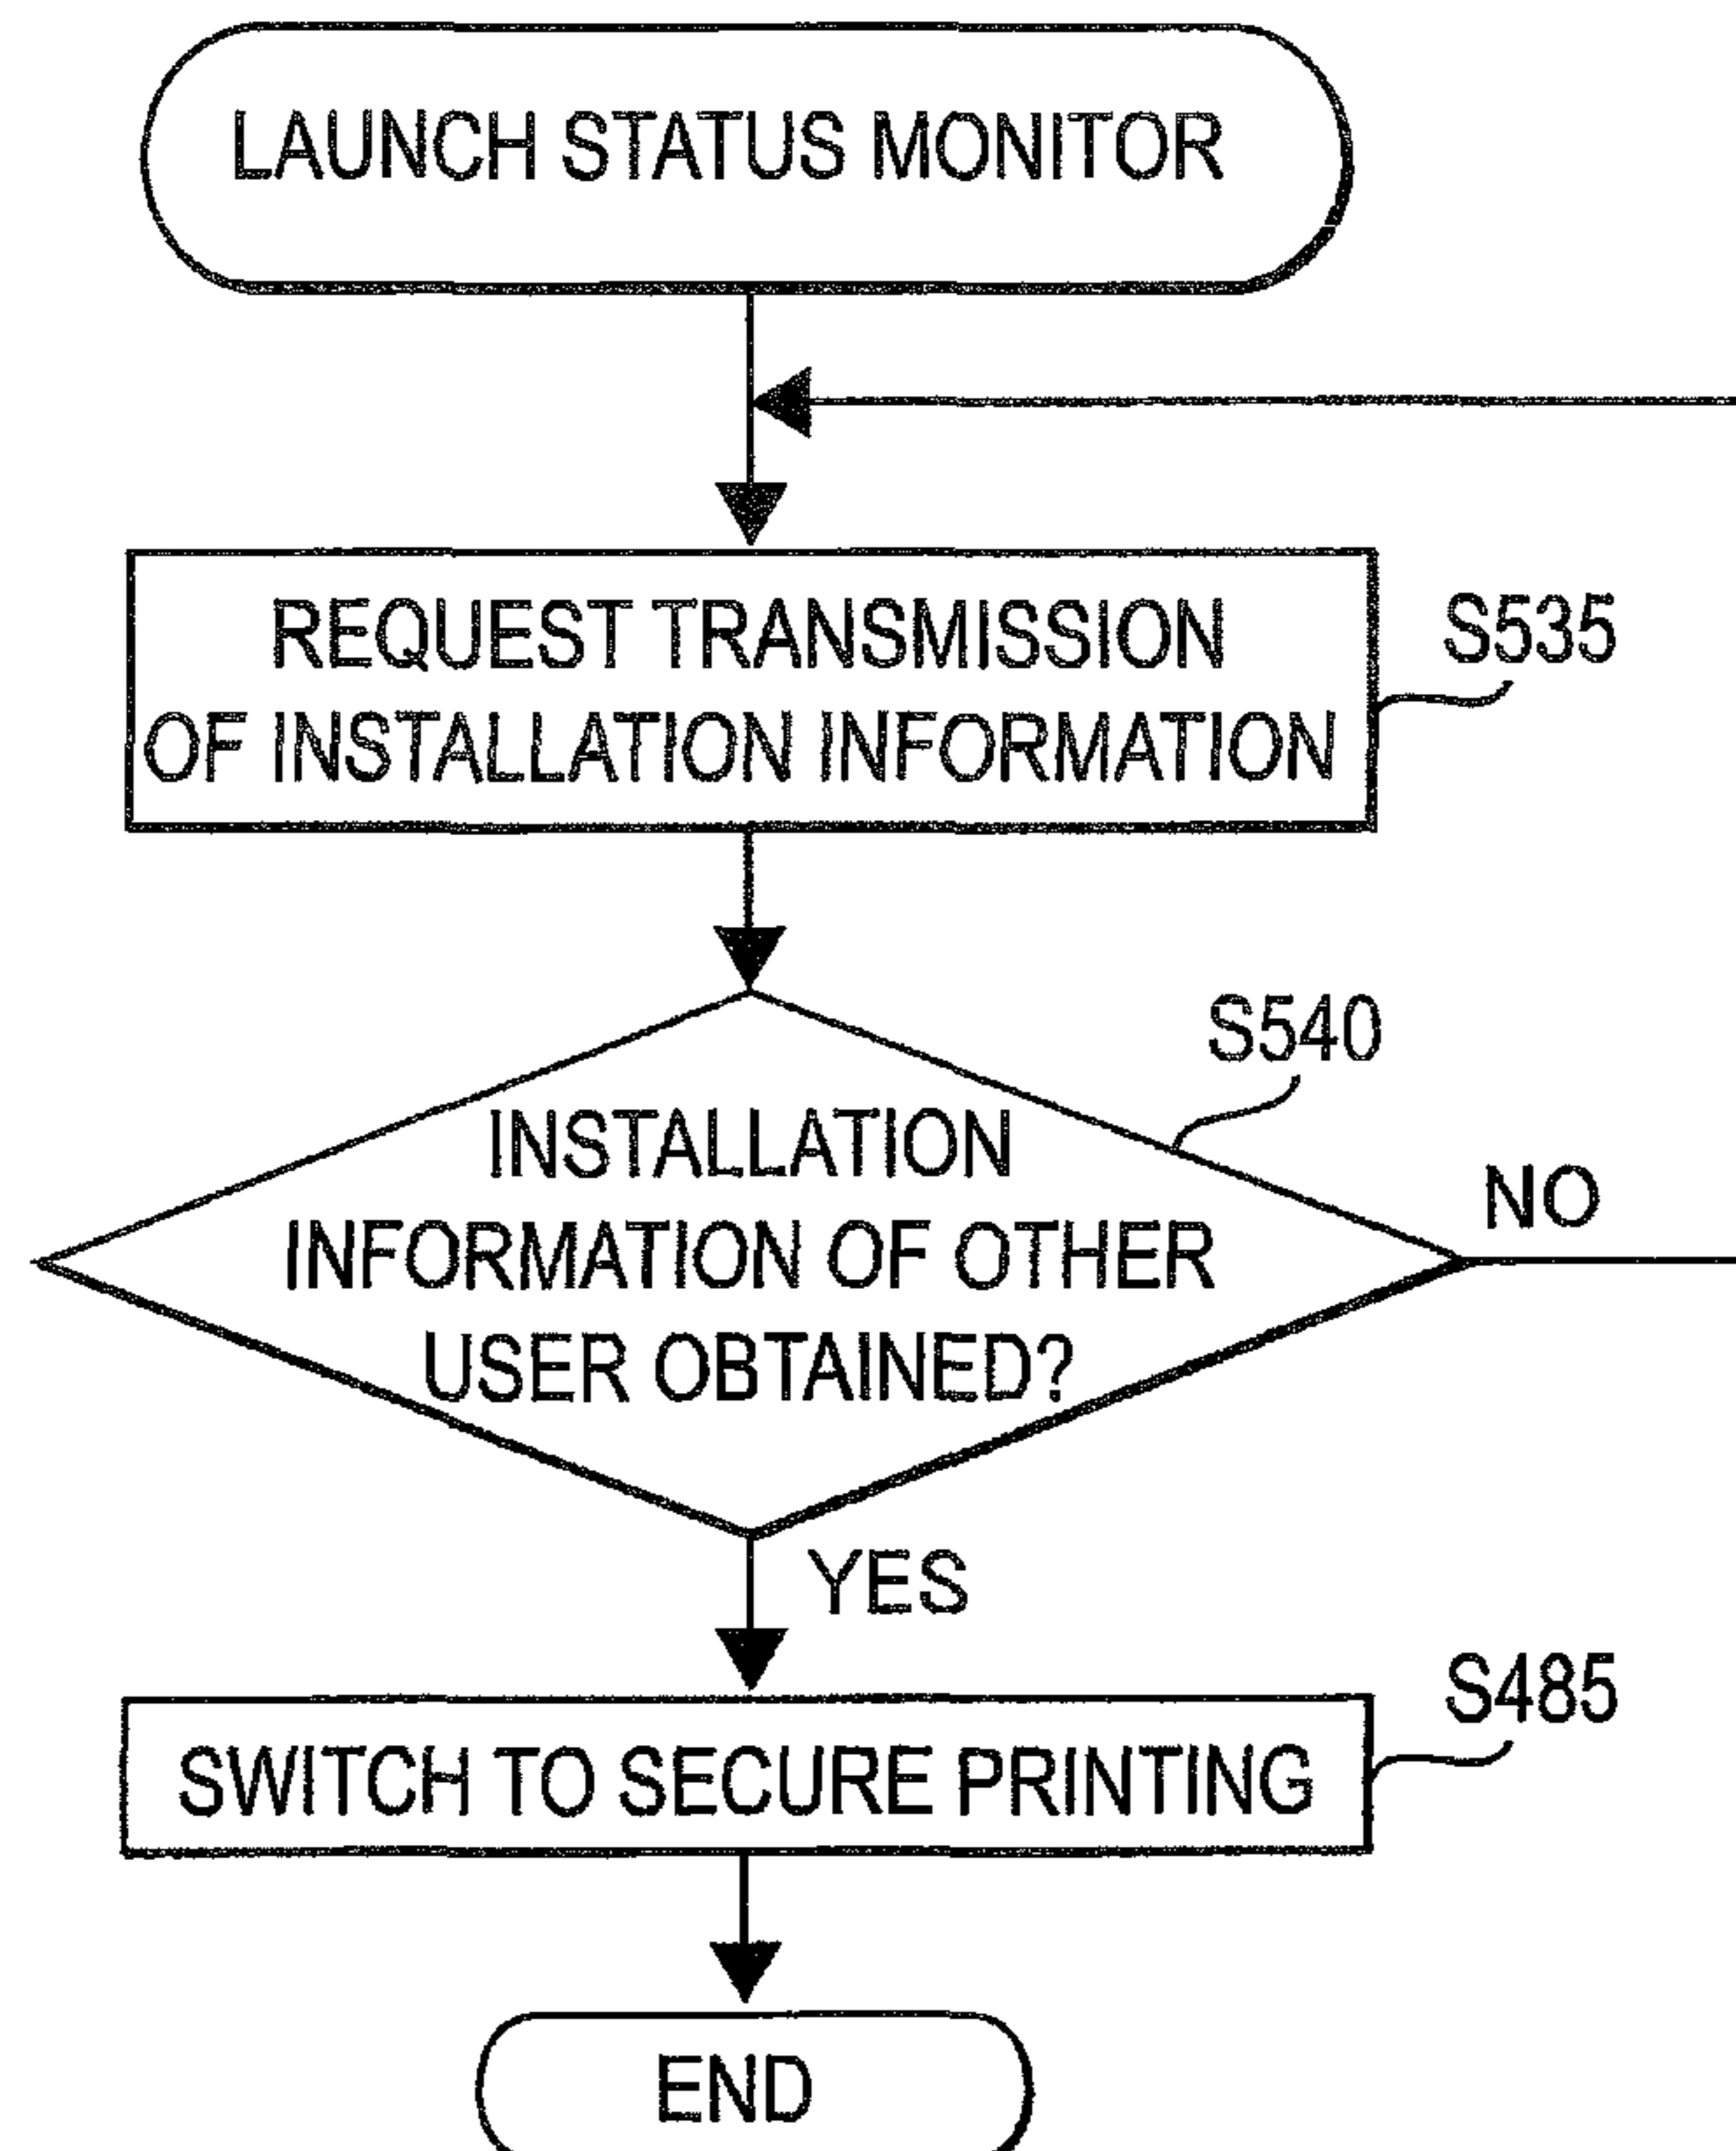 LAUNCH STATUS MONITOR
REQUEST TRANSMISSION
OF INSTALLATION INFORMATION
S535
S540
INSTALLATION
INFORMATION OF OTHER
USER OBTAINED?
NO
YES
S485
SWITCH TO SECURE PRINTING
END